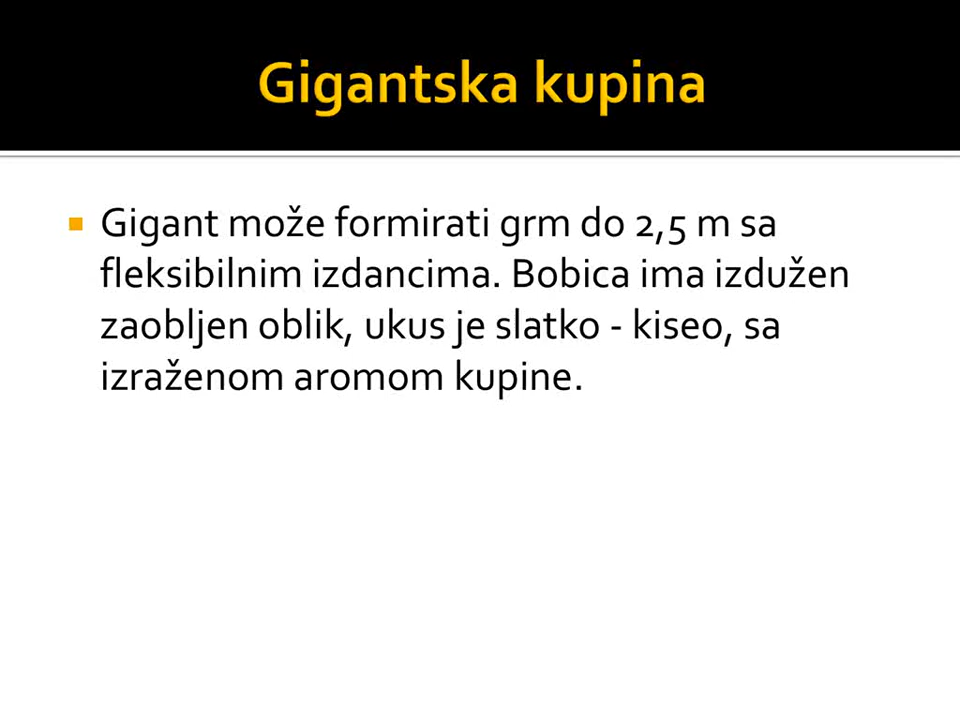 Gigantska kupina
Gigant može formirati grm do 2,5 m sa
fleksibilnim izdancima. Bobica ima izdužen
zaobljen oblik, ukus je slatko - kiseo, sa
izraženom aromom kupine.